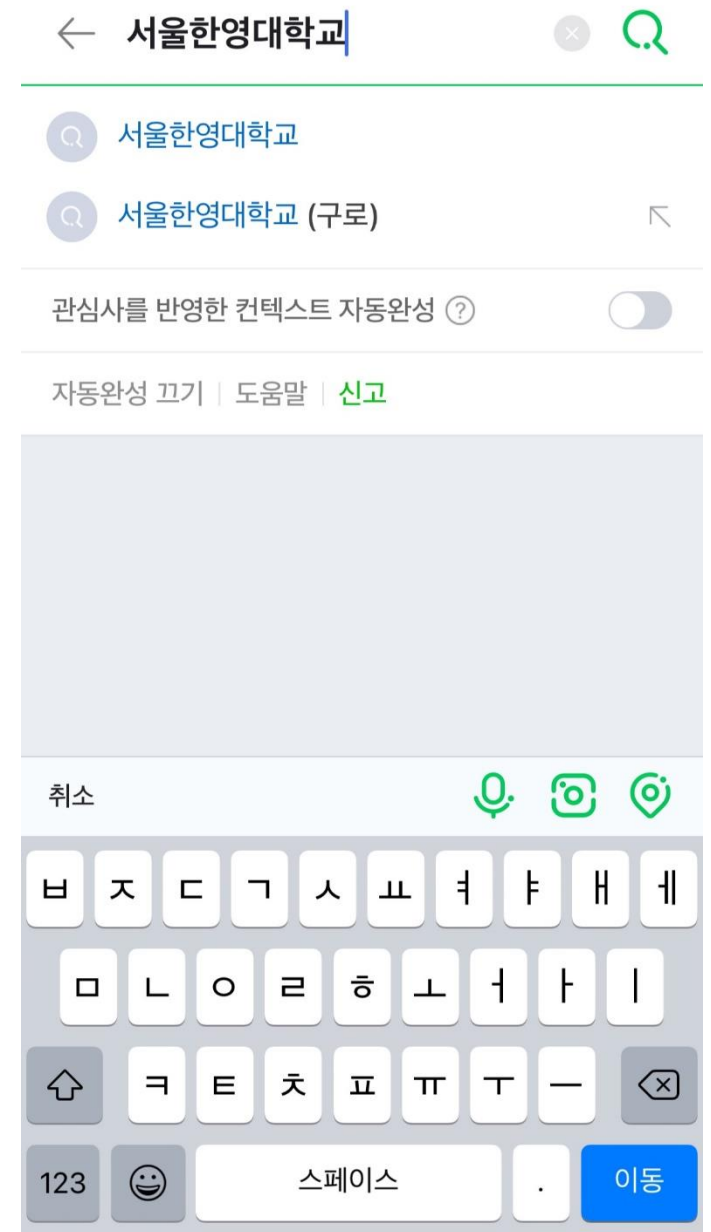 서울한영대학교
서울한영대학교
서울한영대학교 (구로)
관심사를 반영한 컨텍스트 자동완성 ?
자동완성 끄기 | 도움말 | 신고
취소
ㅂ ㅈ ㄷ ㄱ ㅅ ㅛ ㅕ ㅑ ㅐ ㅔ
ㅁ ㄴ ㅇ ㄹ ㅎ ㅗ ㅓ ㅏ ㅣ
ㅋ ㅌ ㅊ ㅍ ㅠ ㅜ ㅡ
123 스페이스 . 이동